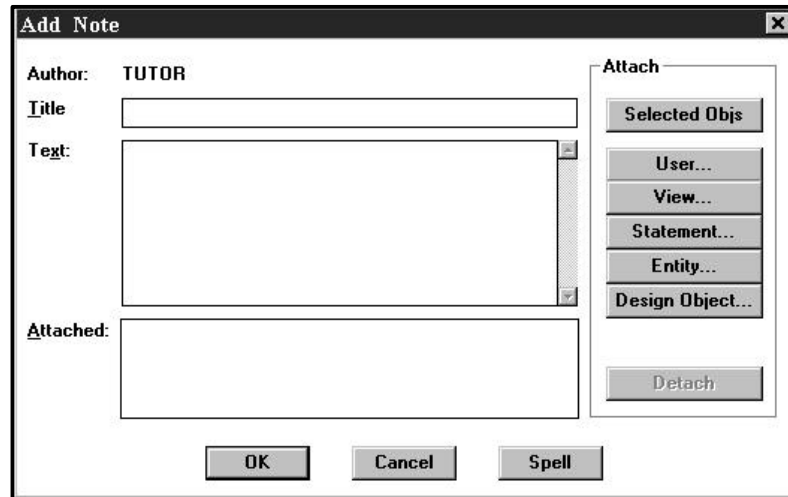 Add Note
Author: TUTOR
Title
Text:
Attached:
Attach
Selected Objs
User...
View...
Statement...
Entity...
Design Object...
Detach
OK Cancel Spell